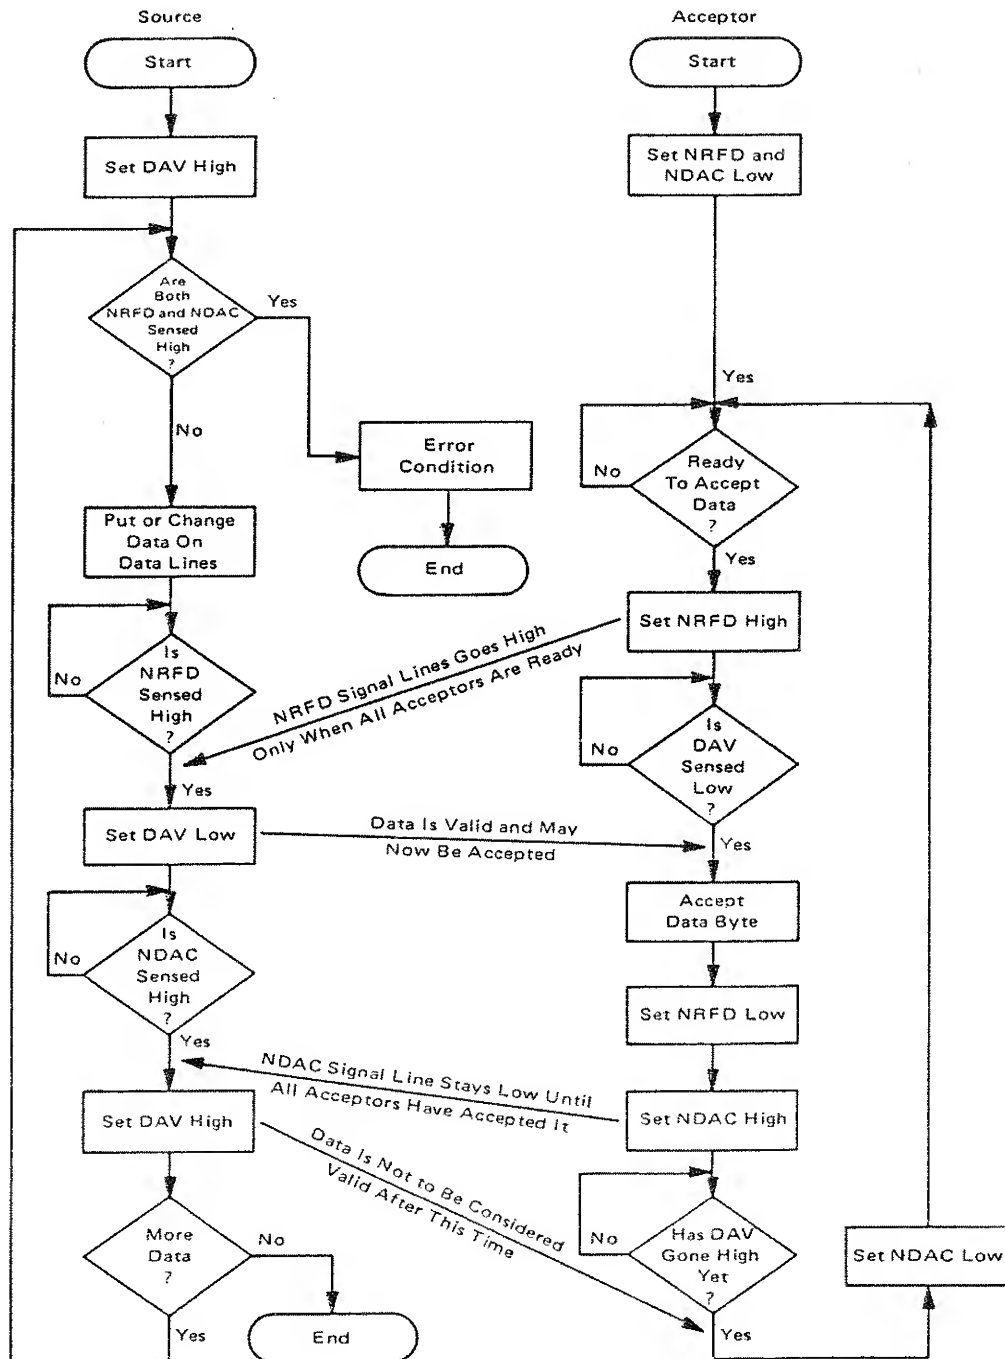 Source
Start
Set DAV High
Are
Both
NRFD and NDAC
Sensed
High
?
Yes
No
Error
Condition
End
Put or Change
Data On
Data Lines
Is
NRFD
Sensed
High
?
No
Yes
Set DAV Low
Is
NDAC
Sensed
High
?
No
Yes
Set DAV High
More
Data
?
No
Yes
End
NRFD Signal Lines Goes High
Only When All Acceptors Are Ready
Data Is Valid and May
Now Be Accepted
NDAC Signal Line Stays Low Until
All Acceptors Have Accepted It
Data Is Not to Be Considered
Valid After This Time
Acceptor
Start
Set NRFD and
NDAC Low
Yes
Ready
To Accept
Data
?
No
Yes
Set NRFD High
Is
DAV
Sensed
Low
?
No
Yes
Accept
Data Byte
Set NRFD Low
Set NDAC High
Has DAV
Gone High
Yet
?
No
Yes
Set NDAC Low